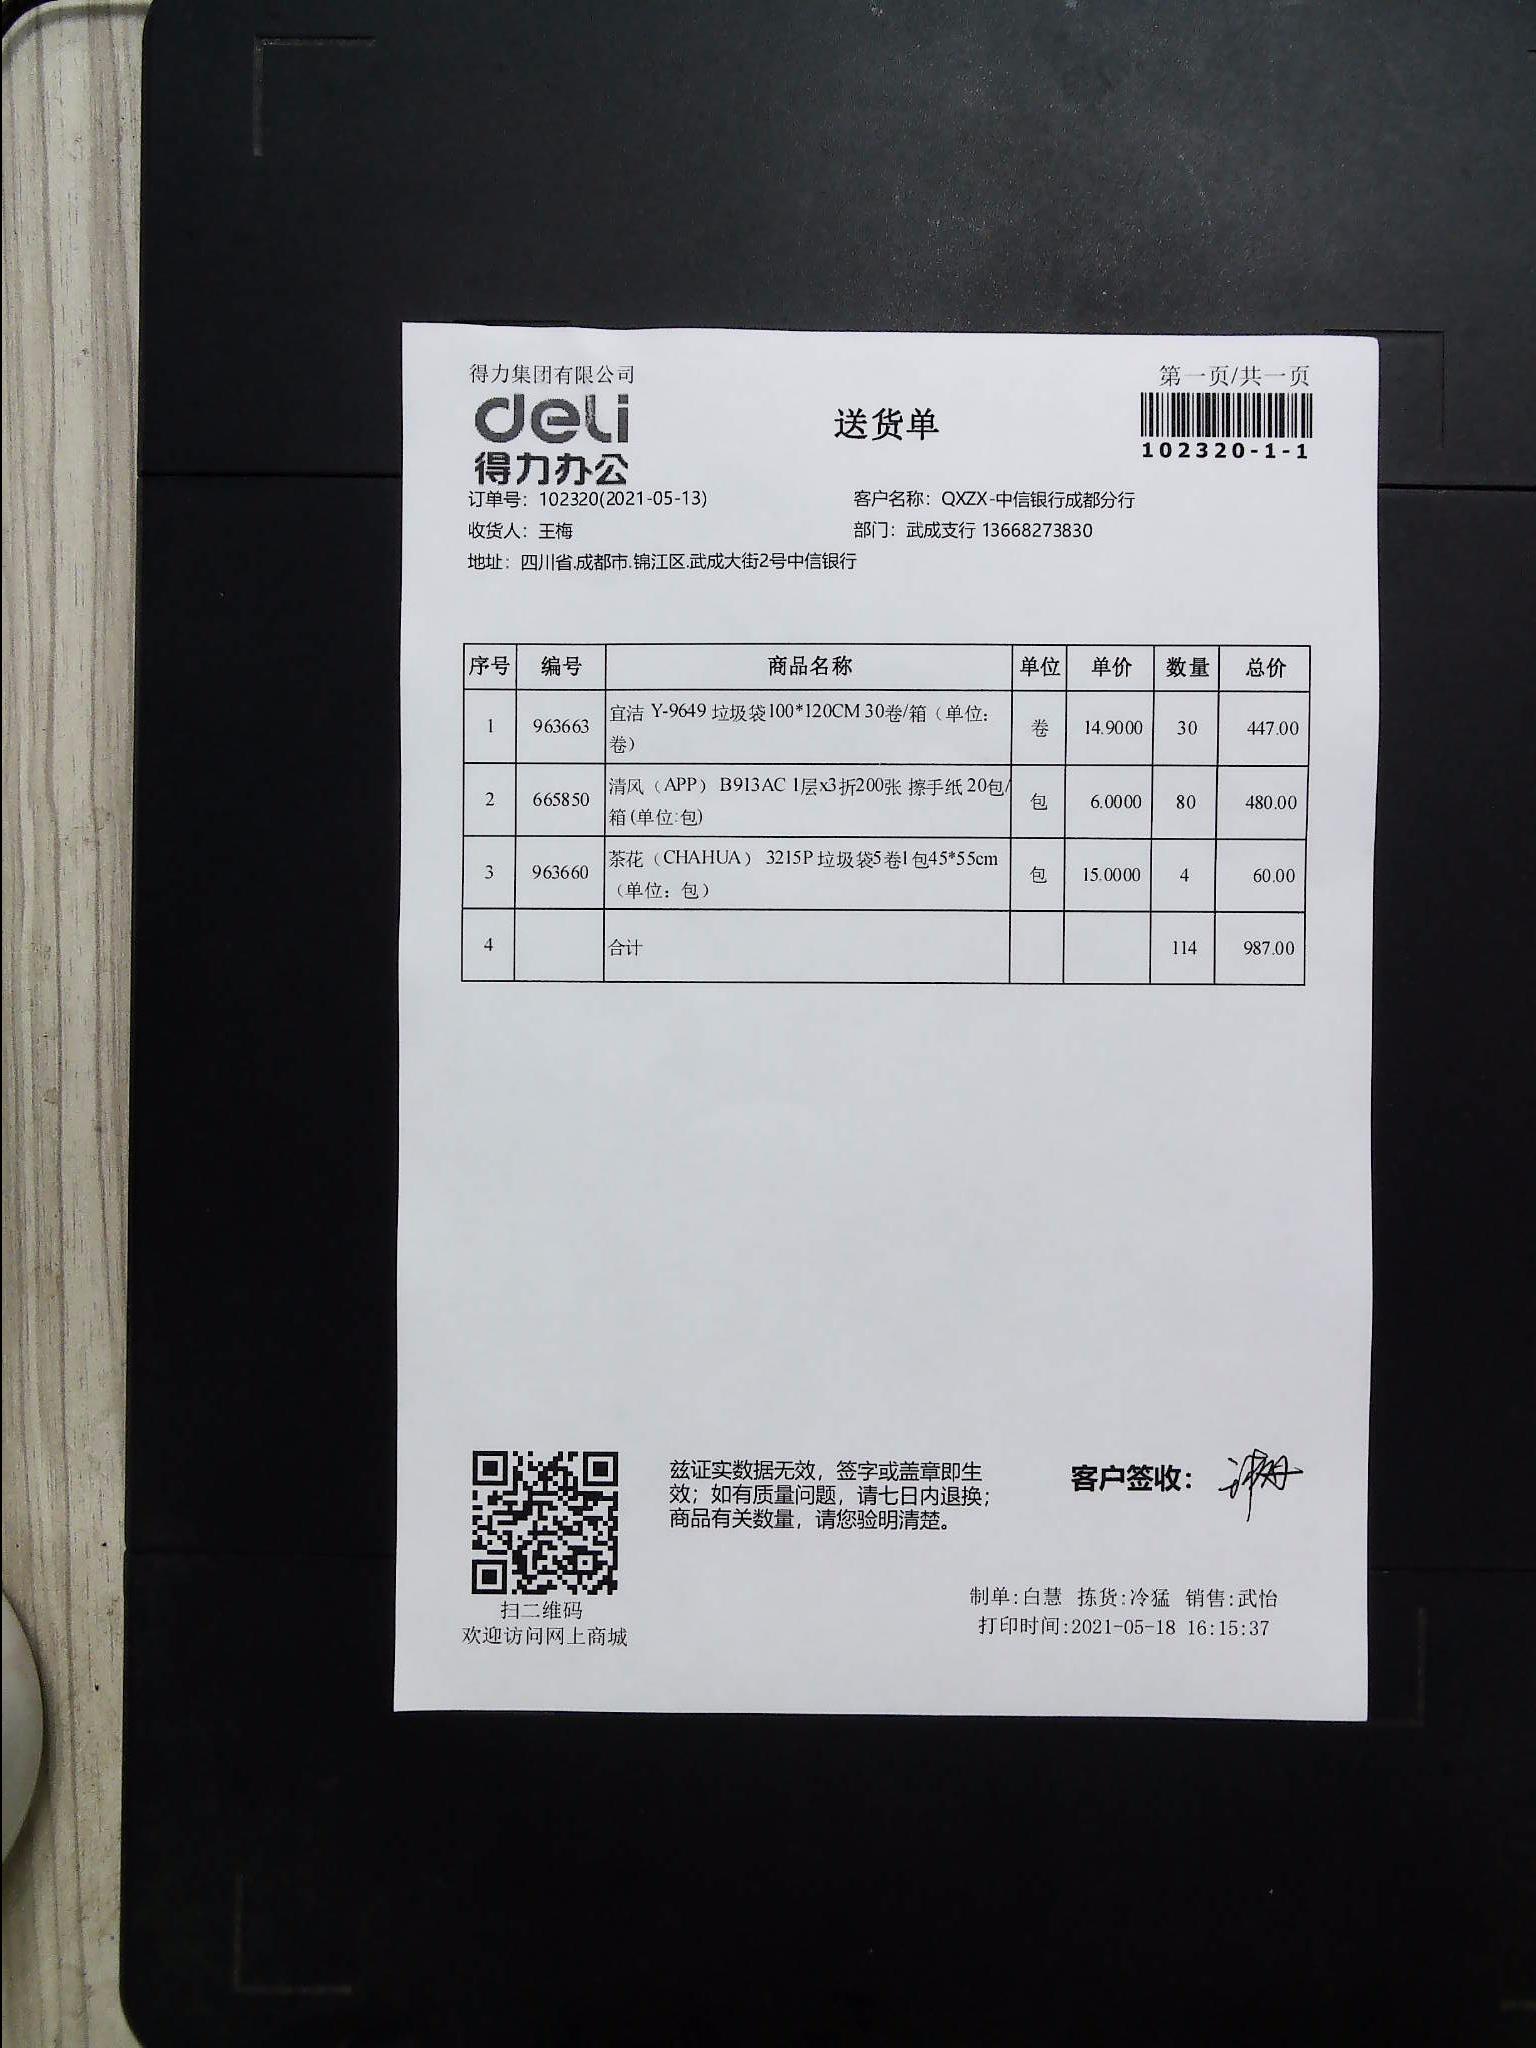 得力集团有限公司
第一页/共一页
deli
得力办公
送货单
102320-1-1
订单号：102320(2021-05-13)
客户名称：QXZX-中信银行成都分行
收货人：王梅
部门：武成支行 13668273830
地址：四川省.成都市.锦江区.武成大街2号中信银行
序号 编号 商品名称 单位 单价 数量 总价
1 963663 宜洁 Y-9649 垃圾袋100*120CM 30卷/箱（单位： 卷 14.9000 30 447.00
卷）
2 665850 清风（APP） B913AC 1层x3折200张 擦手纸 20包/ 包 6.0000 80 480.00
箱(单位:包)
3 963660 茶花（CHAHUA） 3215P 垃圾袋5卷1包45*55cm 包 15.0000 4 60.00
（单位：包）
4 合计 114 987.00
兹证实数据无效，签字或盖章即生
效；如有质量问题，请七日内退换；
商品有关数量，请您验明清楚。
客户签收：
扫二维码
欢迎访问网上商城
制单:白慧 拣货:冷猛 销售:武怡
打印时间:2021-05-18 16:15:37